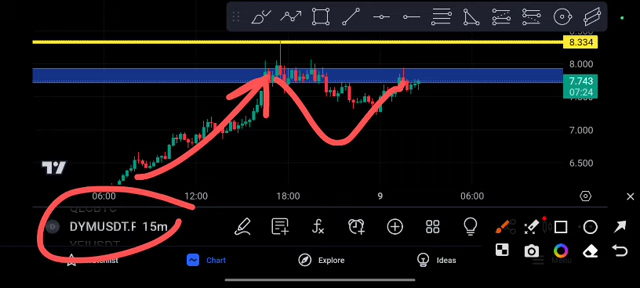 8.334
8.000
7.743
07:24
7.000
6.500
06:00 12:00 18:00 9 06:00
DYMUSDT.P 15m
Chart
Explore
Ideas